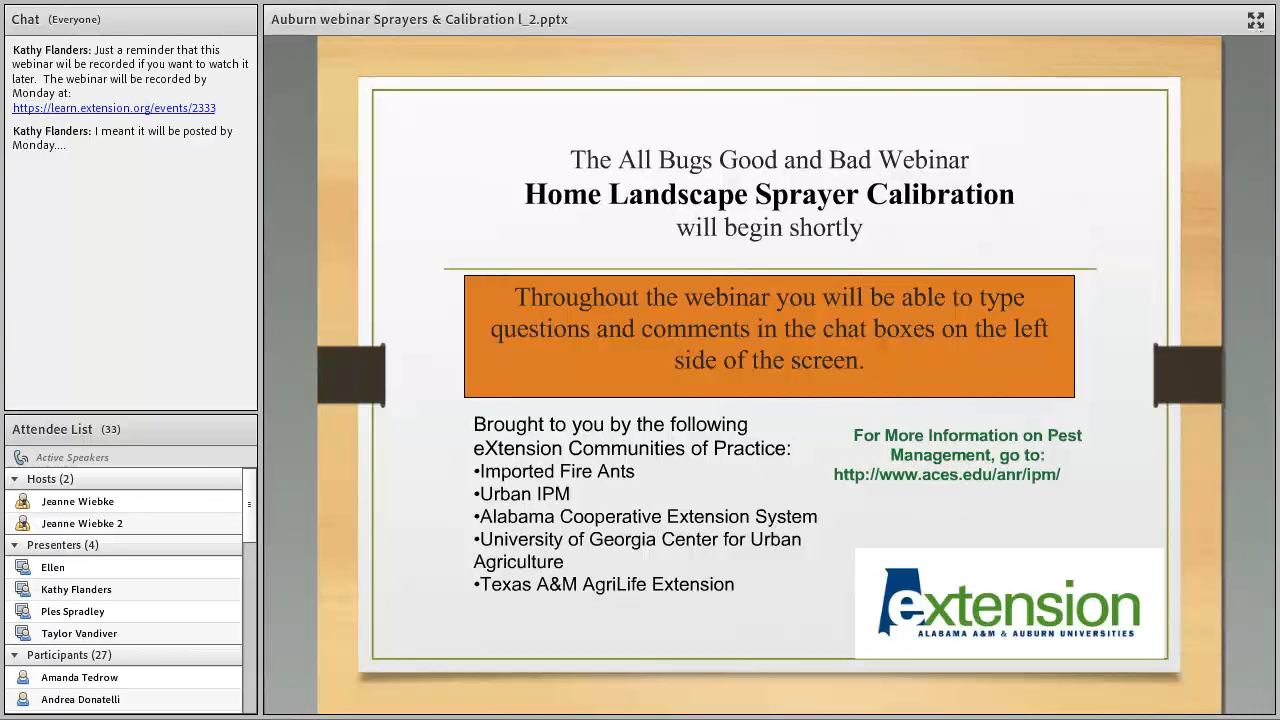 Chat (Everyone)
Kathy Flanders: Just a reminder that this
webinar wil be recorded if you want to watch it
later. The webinar will be recorded by
Monday at:
https://learn.extension.org/events/2333
Kathy Flanders: I meant it will be posted by
Monday....
Attendee List (33)
Active Speakers
Hosts (2)
Jeanne Wiebke
Jeanne Wiebke 2
Presenters (4)
Ellen
Kathy Flanders
Ples Spradley
Taylor Vandiver
Participants (27)
Amanda Tedrow
Andrea Donatelli
Auburn webinar Sprayers & Calibration l_2.pptx
The All Bugs Good and Bad Webinar
Home Landscape Sprayer Calibration
will begin shortly
Throughout the webinar you will be able to type
questions and comments in the chat boxes on the left
side of the screen.
Brought to you by the following
eXtension Communities of Practice:
•Imported Fire Ants
•Urban IPM
•Alabama Cooperative Extension System
•University of Georgia Center for Urban
Agriculture
•Texas A&M AgriLife Extension
For More Information on Pest
Management, go to:
http://www.aces.edu/anr/ipm/
extension
ALABAMA A&M & AUBURN UNIVERSITIES